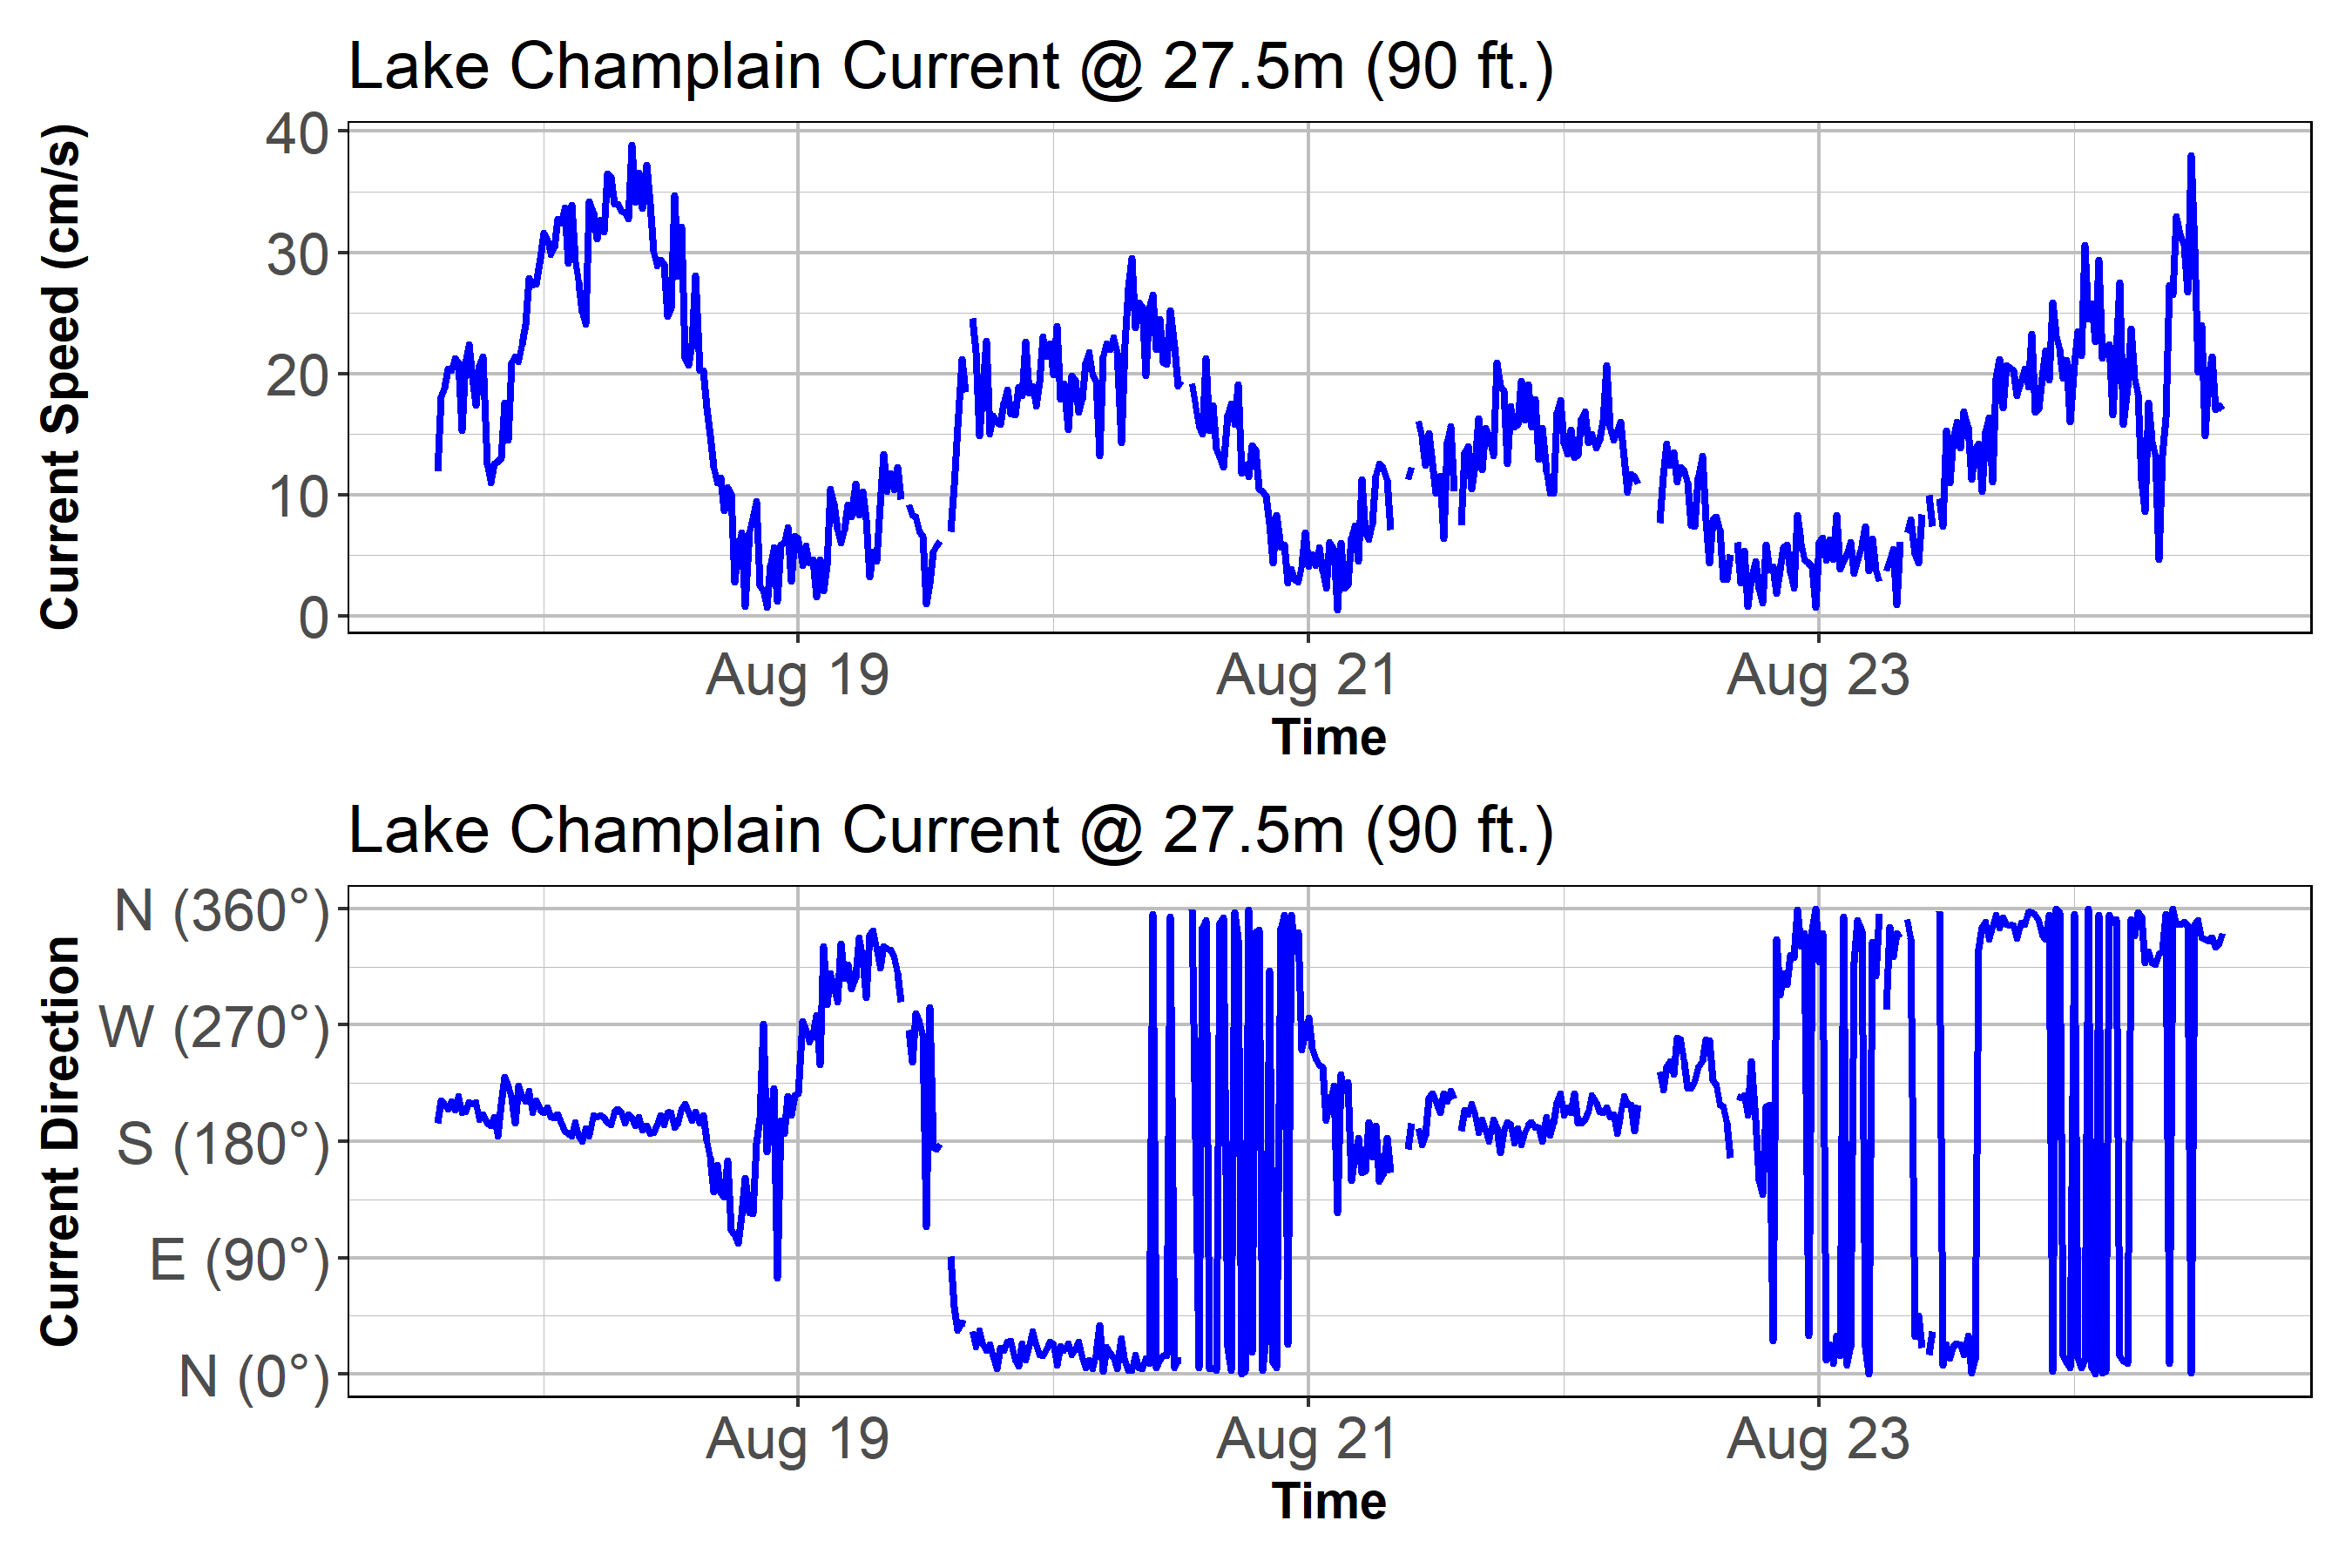 Lake Champlain Current @ 27.5m (90 ft.)
Current Speed (cm/s)
40
30
20
10
0
Aug 19
Aug 21
Aug 23
Time
Lake Champlain Current @ 27.5m (90 ft.)
Current Direction
N (360°)
W (270°)
S (180°)
E (90°)
N (0°)
Aug 19
Aug 21
Aug 23
Time